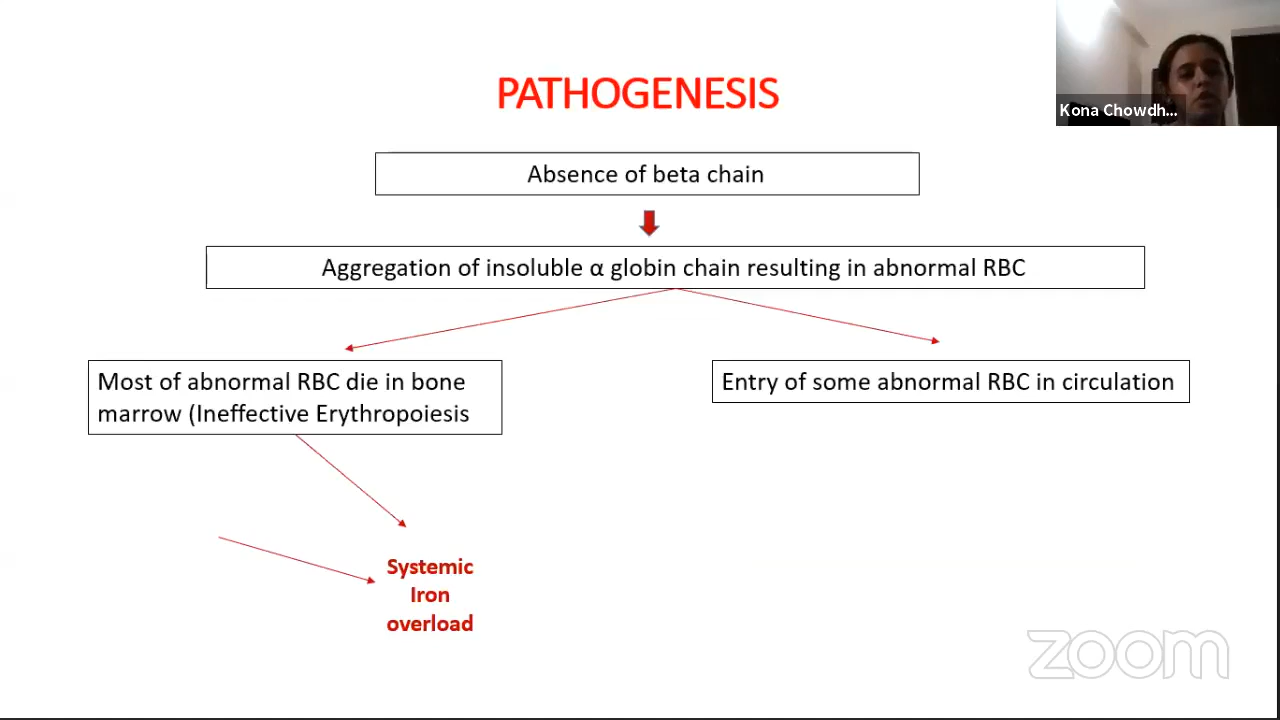 PATHOGENESIS
Kona Chowdh...
Absence of beta chain
Aggregation of insoluble α globin chain resulting in abnormal RBC
Most of abnormal RBC die in bone
marrow (Ineffective Erythropoiesis
Entry of some abnormal RBC in circulation
Systemic
Iron
overload
zoom